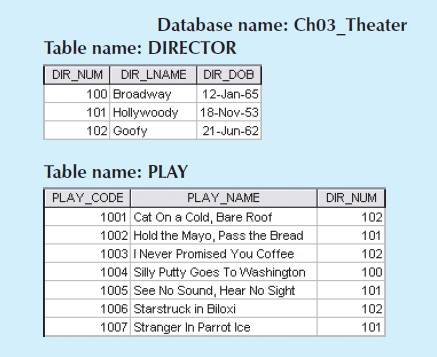 Database name: Ch03_Theater
Table name: DIRECTOR
DIR_NUM DIR_LNAME DIR_DOB
100 Broadway 12-Jan-65
101 Hollywoody 18-Nov-53
102 Goofy 21-Jun-62
Table name: PLAY
PLAY_CODE PLAY_NAME DIR_NUM
1001 Cat On a Cold, Bare Roof 102
1002 Hold the Mayo, Pass the Bread 101
1003 I Never Promised You Coffee 102
1004 Silly Putty Goes To Washington 100
1005 See No Sound, Hear No Sight 101
1006 Starstruck in Biloxi 102
1007 Stranger In Parrot Ice 101